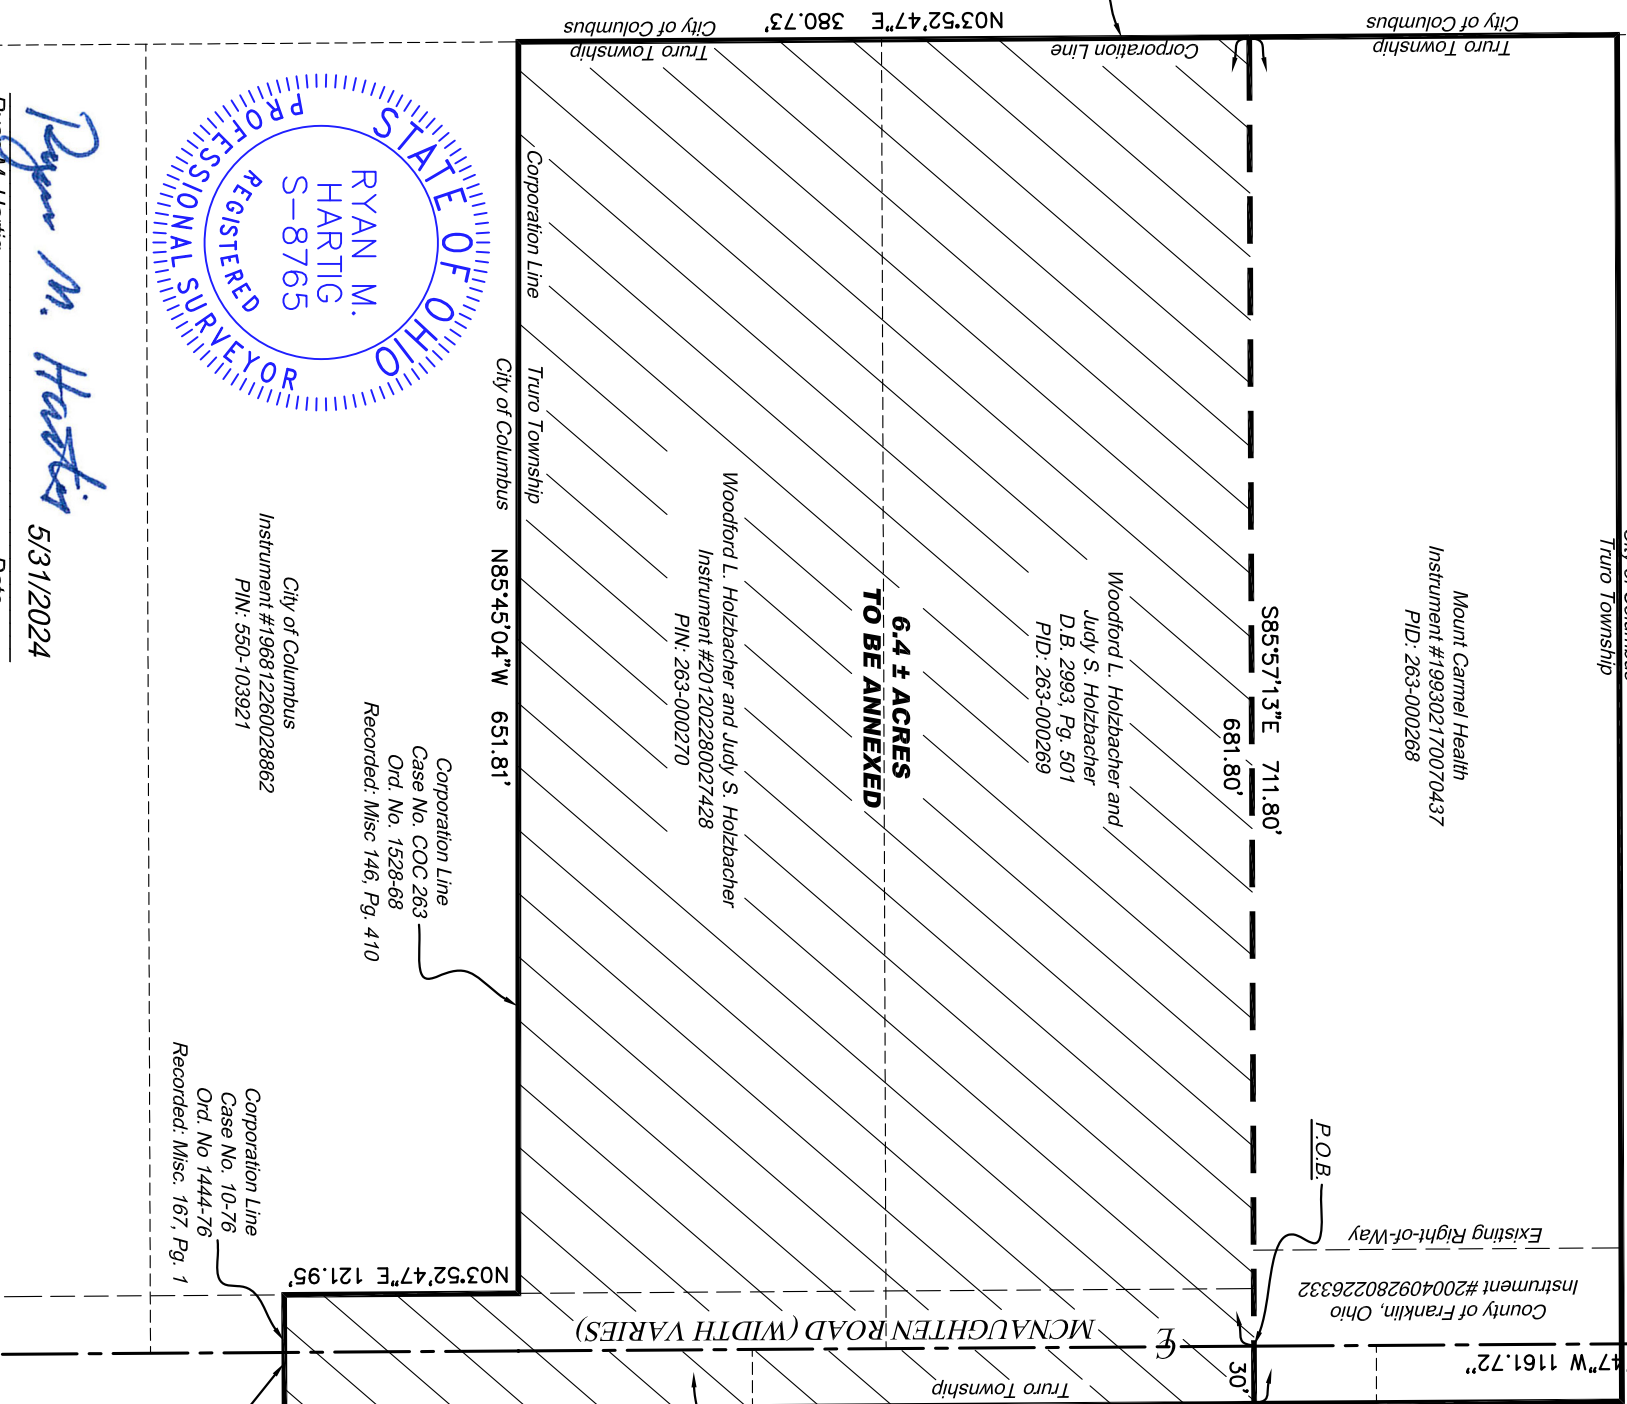 City of Columbus
Truro Township
N03°52'47"E 380.73'
City of Columbus
Truro Township
Corporation Line
Truro Township
Mount Carmel Health
Instrument #199302170070437
PID: 263-000268
S85°57'13"E 711.80'
681.80'
Woodford L. Holzbacher and
Judy S. Holzbacher
D.B. 2993, Pg. 501
PID: 263-000269
6.4 ± ACRES
TO BE ANNEXED
Woodford L. Holzbacher and Judy S. Holzbacher
Instrument #201202280027428
PIN: 263-000270
Corporation Line
Truro Township
City of Columbus
N85°45'04"W 651.81'
Corporation Line
Case No. COC 263
Ord. No. 1528-68
Recorded: Misc 146, Pg. 410
City of Columbus
Instrument #196812260028862
PIN: 550-103921
Corporation Line
Case No. 10-76
Ord. No 1444-76
Recorded: Misc. 167, Pg. 1
N03°52'47"E 121.95'
P.O.B.
Existing Right-of-Way
County of Franklin, Ohio
Instrument #200409280226332
47"W 1161.72"
30'
MCNAUGHTEN ROAD (WIDTH VARIES)
℄
Truro Township
STATE OF OHIO
RYAN M.
HARTIG
S-8765
REGISTERED
PROFESSIONAL SURVEYOR
Ryan M. Hartig
5/31/2024